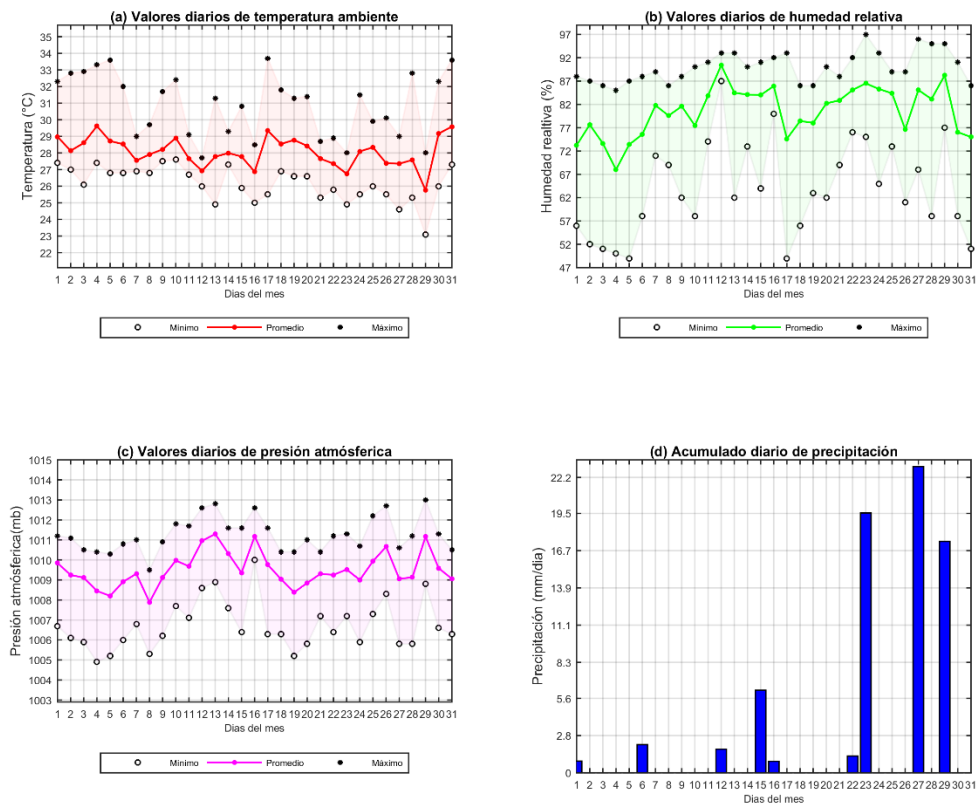 (a) Valores diarios de temperatura ambiente
35
34
33
32
31
30
29
28
27
26
25
24
23
22
Temperatura (°C)
1 2 3 4 5 6 7 8 9 10 11 12 13 14 15 16 17 18 19 20 21 22 23 24 25 26 27 28 29 30 31
Dias del mes
Minimo Promedio Máximo
(b) Valores diarios de humedad relativa
97
92
87
82
77
72
67
62
57
52
47
Humedad realtiva (%)
1 2 3 4 5 6 7 8 9 10 11 12 13 14 15 16 17 18 19 20 21 22 23 24 25 26 27 28 29 30 31
Dias del mes
Minimo Promedio Máximo
(c) Valores diarios de presión atmósferica
1015
1014
1013
1012
1011
1010
1009
1008
1007
1006
1005
1004
1003
Presión atmósferica(mb)
1 2 3 4 5 6 7 8 9 10 11 12 13 14 15 16 17 18 19 20 21 22 23 24 25 26 27 28 29 30 31
Dias del mes
Minimo Promedio Máximo
(d) Acumulado diario de precipitación
22.2
19.5
16.7
13.9
11.1
8.3
5.6
2.8
0
Precipitación (mm/dia)
1 2 3 4 5 6 7 8 9 10 11 12 13 14 15 16 17 18 19 20 21 22 23 24 25 26 27 28 29 30 31
Dias del mes